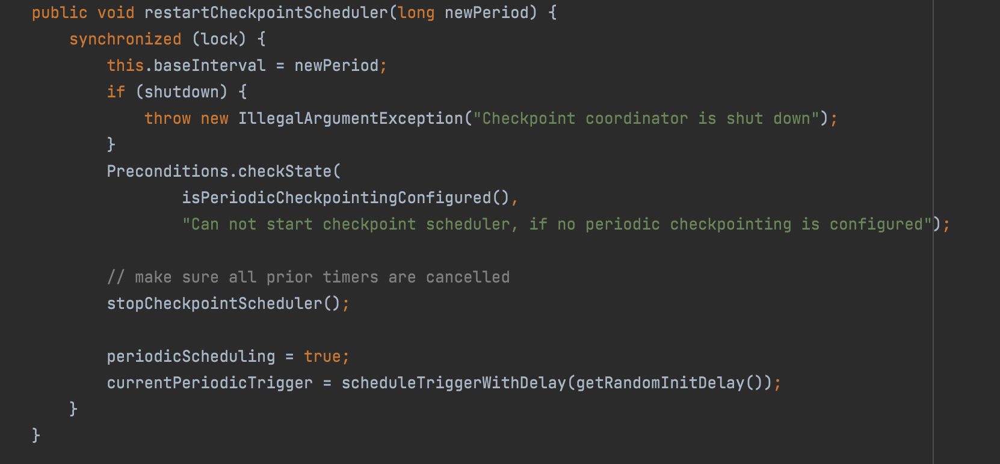 public void restartCheckpointScheduler(long newPeriod) {
synchronized (lock) {
this.baseInterval = newPeriod;
if (shutdown) {
throw new IllegalArgumentException("Checkpoint coordinator is shut down");
}
Preconditions.checkState(
isPeriodicCheckpointingConfigured(),
"Can not start checkpoint scheduler, if no periodic checkpointing is configured");
// make sure all prior timers are cancelled
stopCheckpointScheduler();
periodicScheduling = true;
currentPeriodicTrigger = scheduleTriggerWithDelay(getRandomInitDelay());
}
}